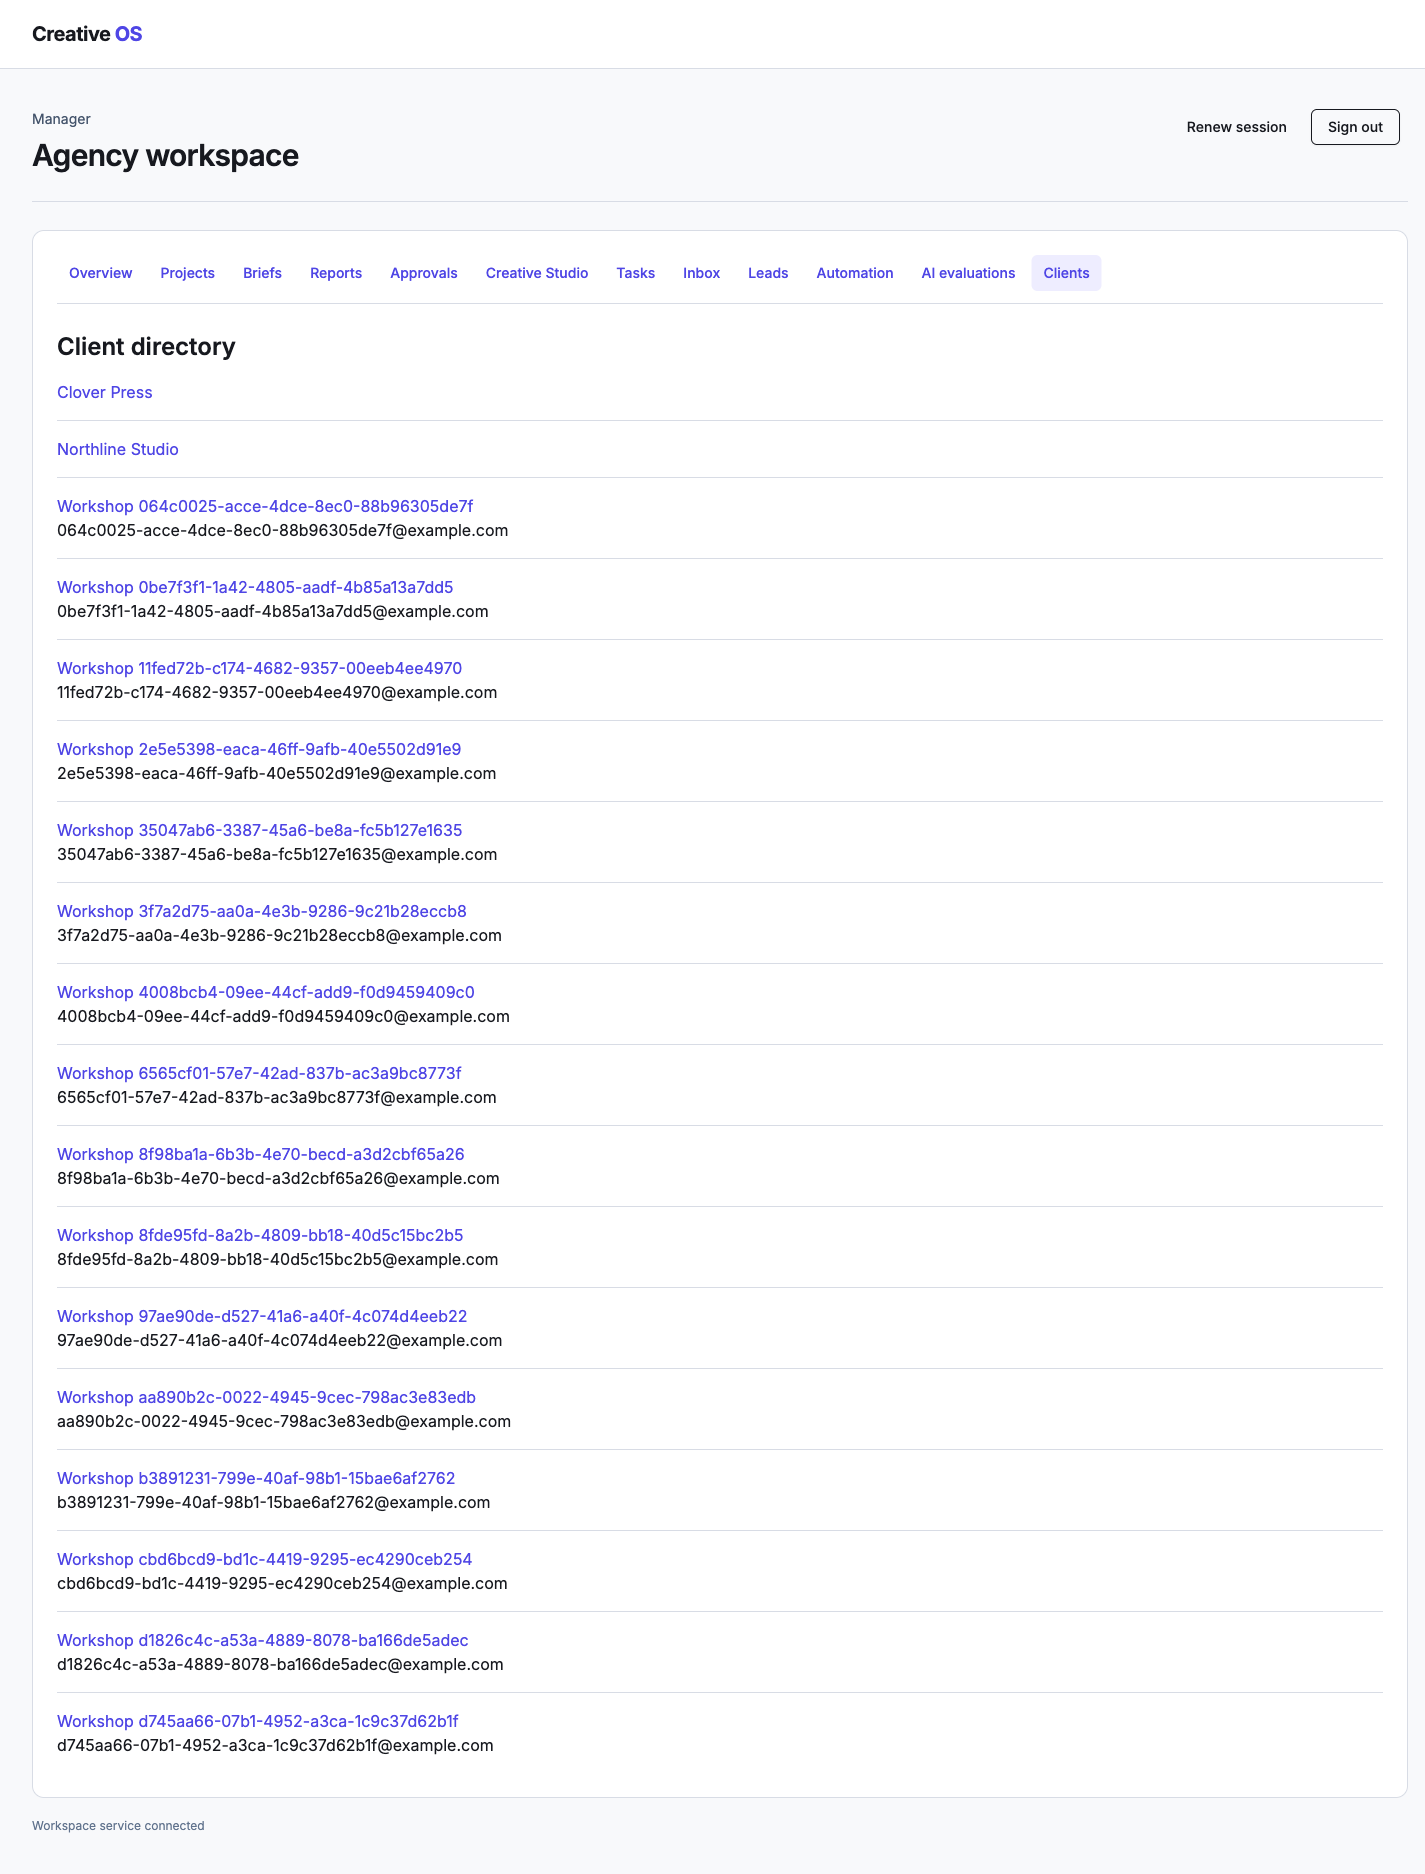 Creative OS
Manager
Agency workspace
Renew session
Sign out
Overview Projects Briefs Reports Approvals Creative Studio Tasks Inbox Leads Automation AI evaluations Clients
Client directory
Clover Press
Northline Studio
Workshop 064c0025-acce-4dce-8ec0-88b96305de7f
064c0025-acce-4dce-8ec0-88b96305de7f@example.com
Workshop 0be7f3f1-1a42-4805-aadf-4b85a13a7dd5
0be7f3f1-1a42-4805-aadf-4b85a13a7dd5@example.com
Workshop 11fed72b-c174-4682-9357-00eeb4ee4970
11fed72b-c174-4682-9357-00eeb4ee4970@example.com
Workshop 2e5e5398-eaca-46ff-9afb-40e5502d91e9
2e5e5398-eaca-46ff-9afb-40e5502d91e9@example.com
Workshop 35047ab6-3387-45a6-be8a-fc5b127e1635
35047ab6-3387-45a6-be8a-fc5b127e1635@example.com
Workshop 3f7a2d75-aa0a-4e3b-9286-9c21b28eccb8
3f7a2d75-aa0a-4e3b-9286-9c21b28eccb8@example.com
Workshop 4008bcb4-09ee-44cf-add9-f0d9459409c0
4008bcb4-09ee-44cf-add9-f0d9459409c0@example.com
Workshop 6565cf01-57e7-42ad-837b-ac3a9bc8773f
6565cf01-57e7-42ad-837b-ac3a9bc8773f@example.com
Workshop 8f98ba1a-6b3b-4e70-becd-a3d2cbf65a26
8f98ba1a-6b3b-4e70-becd-a3d2cbf65a26@example.com
Workshop 8fde95fd-8a2b-4809-bb18-40d5c15bc2b5
8fde95fd-8a2b-4809-bb18-40d5c15bc2b5@example.com
Workshop 97ae90de-d527-41a6-a40f-4c074d4eeb22
97ae90de-d527-41a6-a40f-4c074d4eeb22@example.com
Workshop aa890b2c-0022-4945-9cec-798ac3e83edb
aa890b2c-0022-4945-9cec-798ac3e83edb@example.com
Workshop b3891231-799e-40af-98b1-15bae6af2762
b3891231-799e-40af-98b1-15bae6af2762@example.com
Workshop cbd6bcd9-bd1c-4419-9295-ec4290ceb254
cbd6bcd9-bd1c-4419-9295-ec4290ceb254@example.com
Workshop d1826c4c-a53a-4889-8078-ba166de5adec
d1826c4c-a53a-4889-8078-ba166de5adec@example.com
Workshop d745aa66-07b1-4952-a3ca-1c9c37d62b1f
d745aa66-07b1-4952-a3ca-1c9c37d62b1f@example.com
Workspace service connected